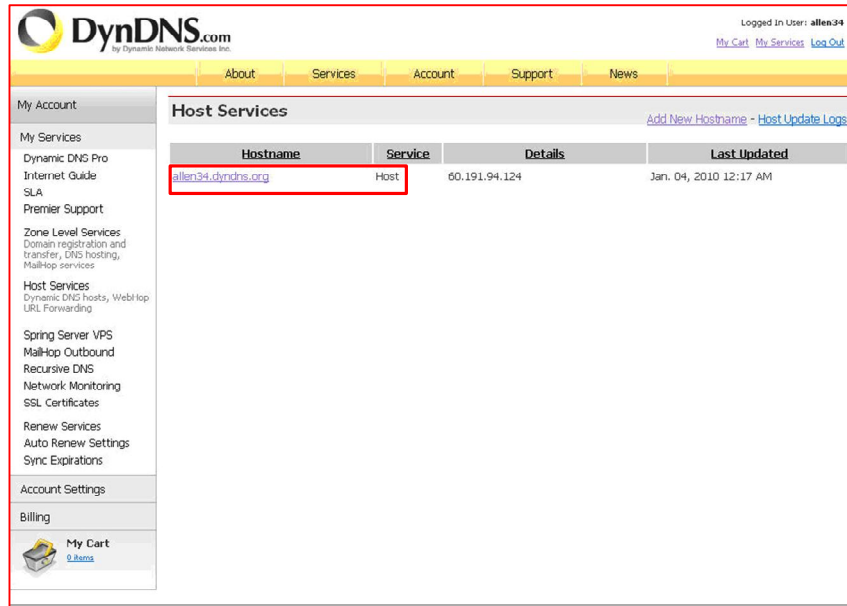 DynDNS.com
by Dynamic Network Services Inc.
Logged In User: allen34
My Cart My Services Log Out
About Services Account Support News
My Account
My Services
Dynamic DNS Pro
Internet Guide
SLA
Premier Support
Zone Level Services
Domain registration and
transfer, DNS hosting,
MailHop services
Host Services
Dynamic DNS hosts, WebHop
URL Forwarding
Spring Server VPS
MailHop Outbound
Recursive DNS
Network Monitoring
SSL Certificates
Renew Services
Auto Renew Settings
Sync Expirations
Account Settings
Billing
My Cart
0 items
Host Services
Add New Hostname - Host Update Logs
Hostname Service Details Last Updated
allen34.dyndns.org Host 60.191.94.124 Jan. 04, 2010 12:17 AM